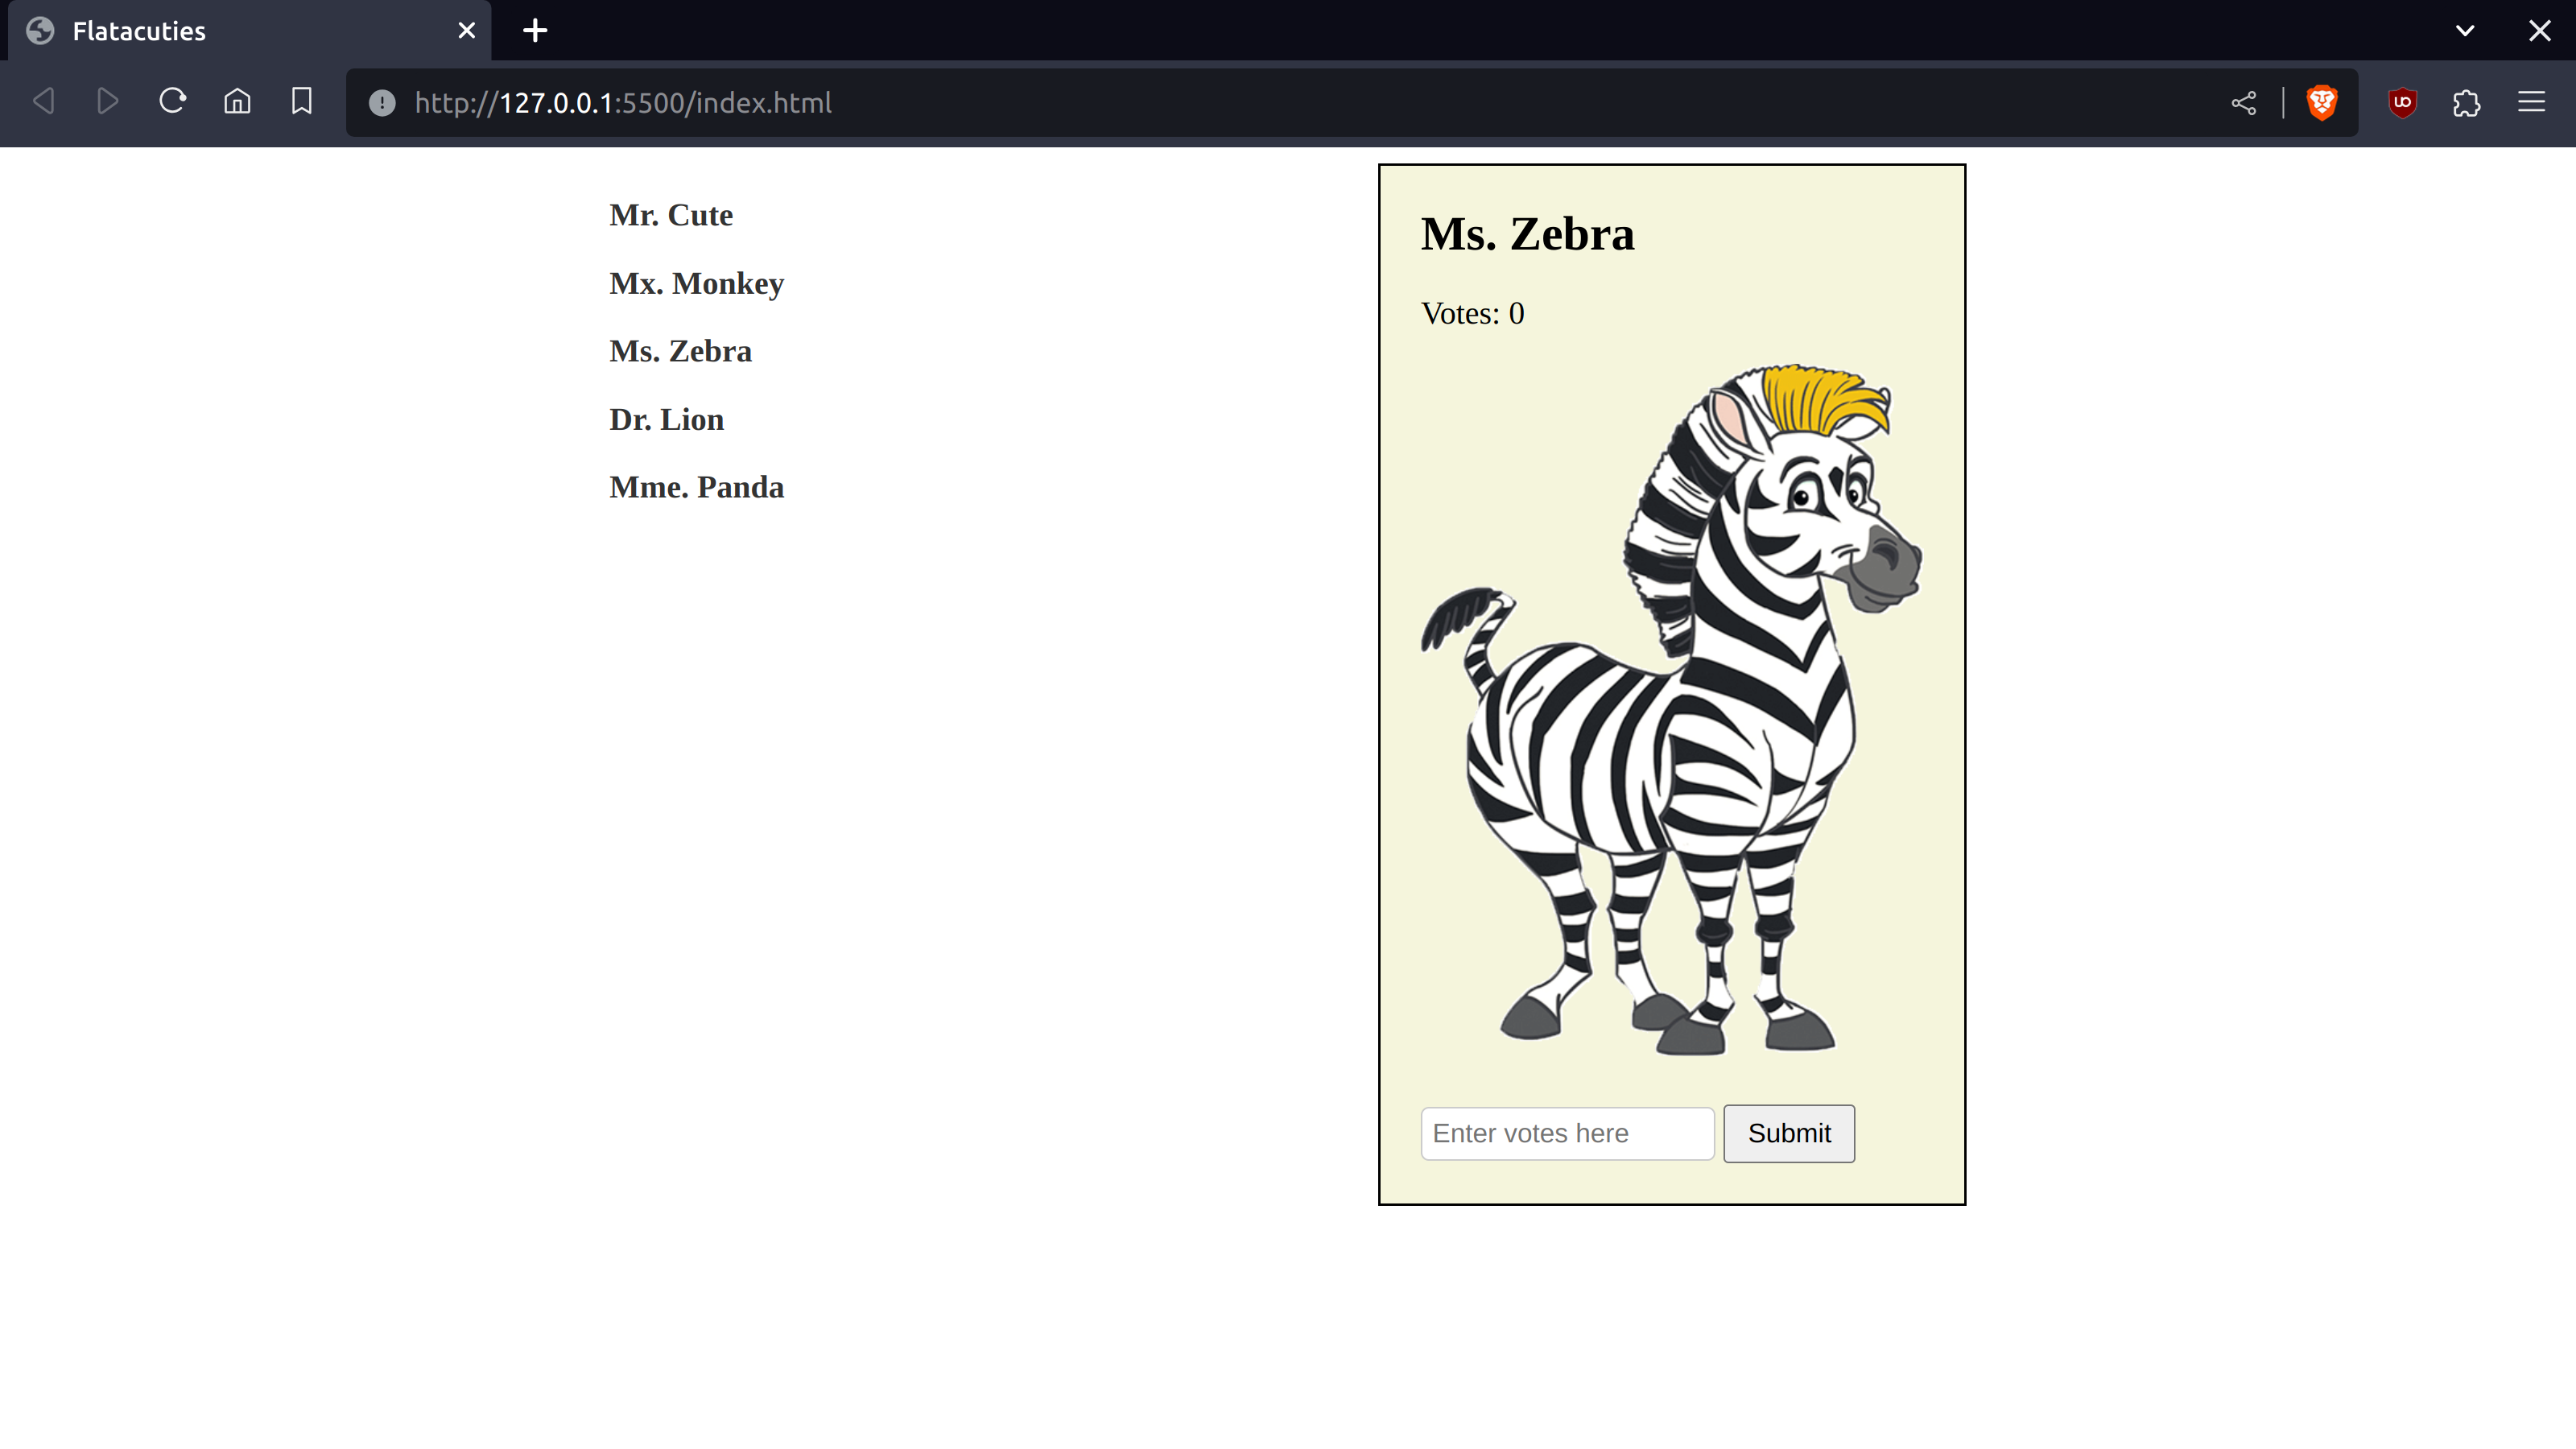 Flatacuties
http://127.0.0.1:5500/index.html
Mr. Cute
Mx. Monkey
Ms. Zebra
Dr. Lion
Mme. Panda
Ms. Zebra
Votes: 0
Enter votes here
Submit